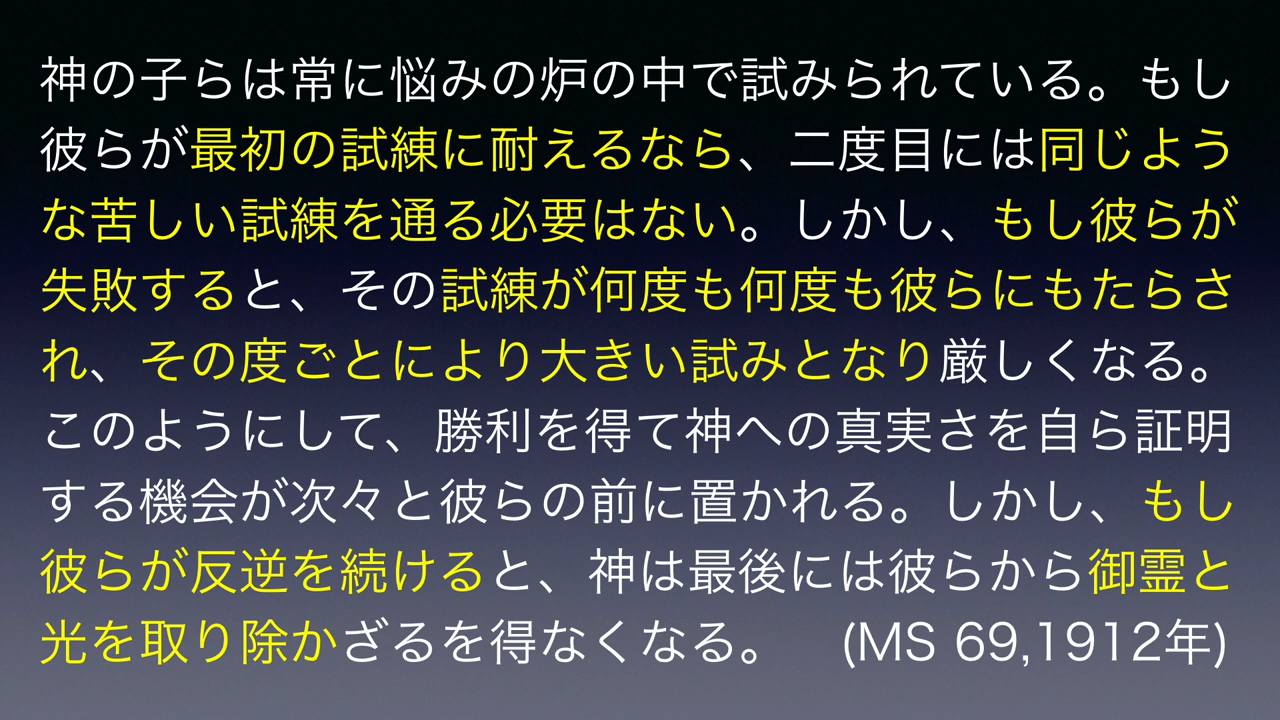 神の子らは常に悩みの炉の中で試みられている。もし
彼らが最初の試練に耐えるなら、二度目には同じよう
な苦しい試練を通る必要はない。しかし、もし彼らが
失敗すると、その試練が何度も何度も彼らにもたらさ
れ、その度ごとにより大きい試みとなり厳しくなる。
このようにして、勝利を得て神への真実さを自ら証明
する機会が次々と彼らの前に置かれる。しかし、もし
彼らが反逆を続けると、神は最後には彼らから御霊と
光を取り除かざるを得なくなる。 (MS 69,1912年)